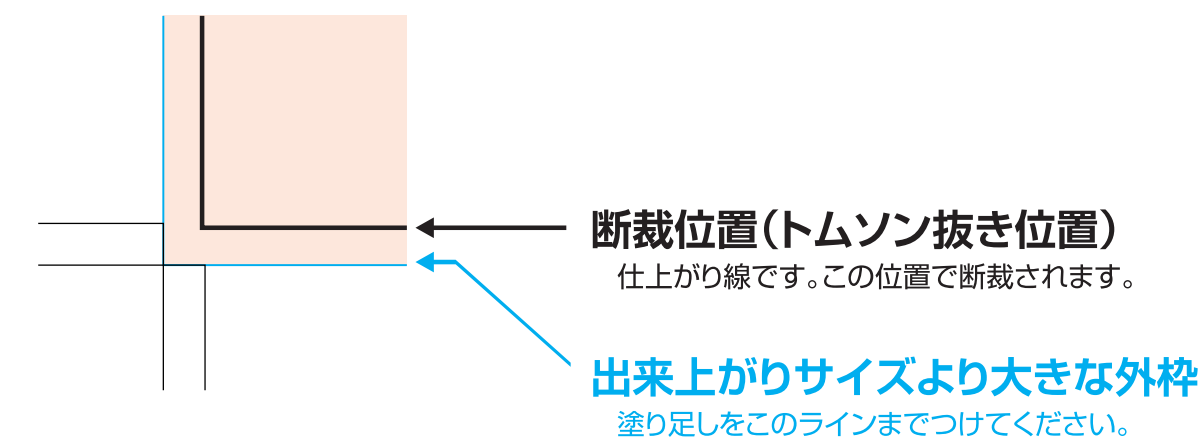 断裁位置（トムソン抜き位置）
仕上がり線です。この位置で断裁されます。
出来上がりサイズより大きな外枠
塗り足しをこのラインまでつけてください。